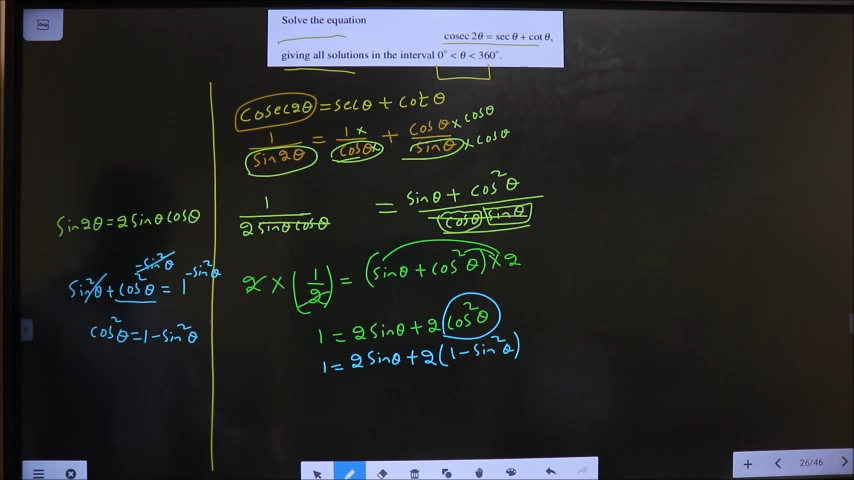 Solve the equation
cosec 2θ = sec θ + cot θ,
giving all solutions in the interval 0° < θ < 360°.
cosec2θ = secθ + cotθ
1/sin2θ = 1×/cosθ× + cosθ × cosθ/sinθ × cosθ
1/2sinθcosθ = sinθ + cos²θ/cosθ sinθ
2 × (1/2) = (sinθ + cos²θ) × 2
1 = 2sinθ + 2cos²θ
1 = 2sinθ + 2(1 − sin²θ)
sin2θ = 2sinθcosθ
−sin²θ
sin²θ + cos²θ = 1 −sin²θ
cos²θ = 1 − sin²θ
26/46